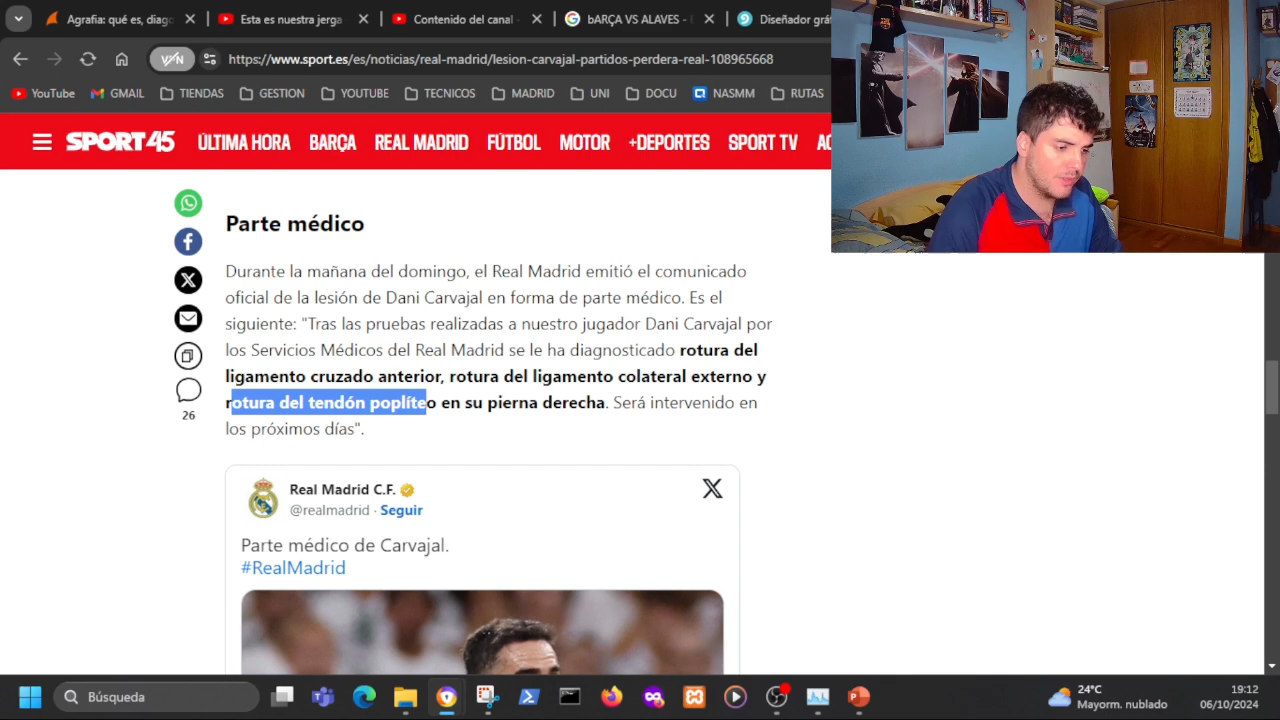 Agrafia: qué es, diagn
Esta es nuestra jerga
Contenido del canal -
bARÇA VS ALAVES -
Diseñador grá
https://www.sport.es/es/noticias/real-madrid/lesion-carvajal-partidos-perdera-real-108965668
YouTube
GMAIL
TIENDAS
GESTION
YOUTUBE
TECNICOS
MADRID
UNI
DOCU
NASMM
RUTAS
SPORT 45
ÚLTIMA HORA
BARÇA
REAL MADRID
FÚTBOL
MOTOR
+DEPORTES
SPORT TV
Parte médico
Durante la mañana del domingo, el Real Madrid emitió el comunicado
oficial de la lesión de Dani Carvajal en forma de parte médico. Es el
siguiente: "Tras las pruebas realizadas a nuestro jugador Dani Carvajal por
los Servicios Médicos del Real Madrid se le ha diagnosticado rotura del
ligamento cruzado anterior, rotura del ligamento colateral externo y
rotura del tendón poplíteo en su pierna derecha. Será intervenido en
los próximos días".
26
Real Madrid C.F.
@realmadrid · Seguir
Parte médico de Carvajal.
#RealMadrid
Búsqueda
24°C
Mayorm. nublado
19:12
06/10/2024